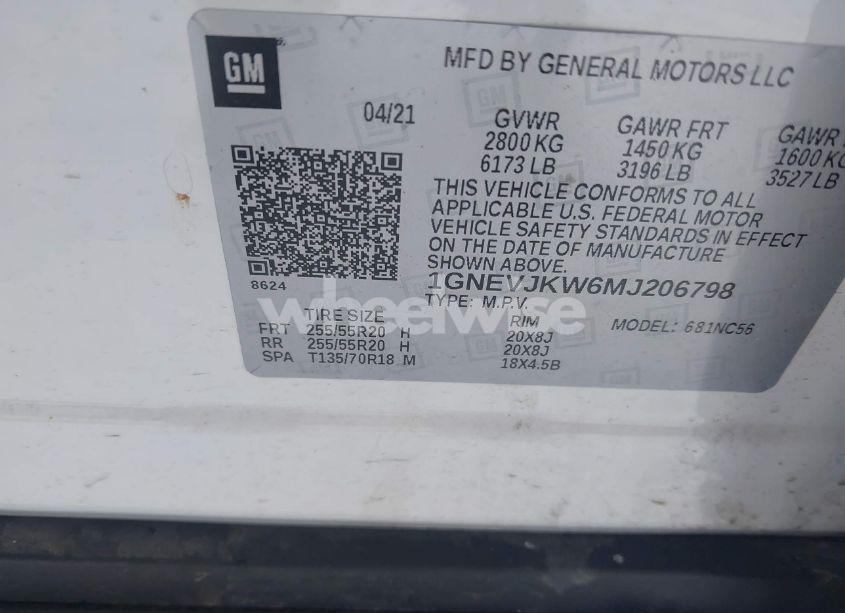 GM
MFD BY GENERAL MOTORS LLC
04/21
GVWR
2800 KG
6173 LB
GAWR FRT
1450 KG
3196 LB
GAWR
1600 KG
3527 LB
THIS VEHICLE CONFORMS TO ALL
APPLICABLE U.S. FEDERAL MOTOR
VEHICLE SAFETY STANDARDS IN EFFECT
ON THE DATE OF MANUFACTURE
SHOWN ABOVE.
8624
1GNEVJKW6MJ206798
TYPE: M.P.V.
MODEL: 681NC56
wheelwise
TIRE SIZE RIM
FRT 255/55R20 H 20X8J
RR 255/55R20 H 20X8J
SPA T135/70R18 M 18X4.5B